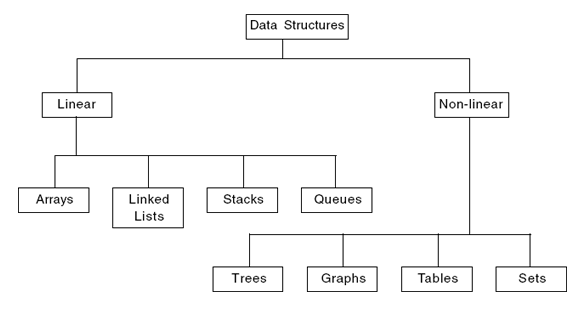 Data Structures
Linear
Non-linear
Arrays
Linked
Lists
Stacks
Queues
Trees
Graphs
Tables
Sets